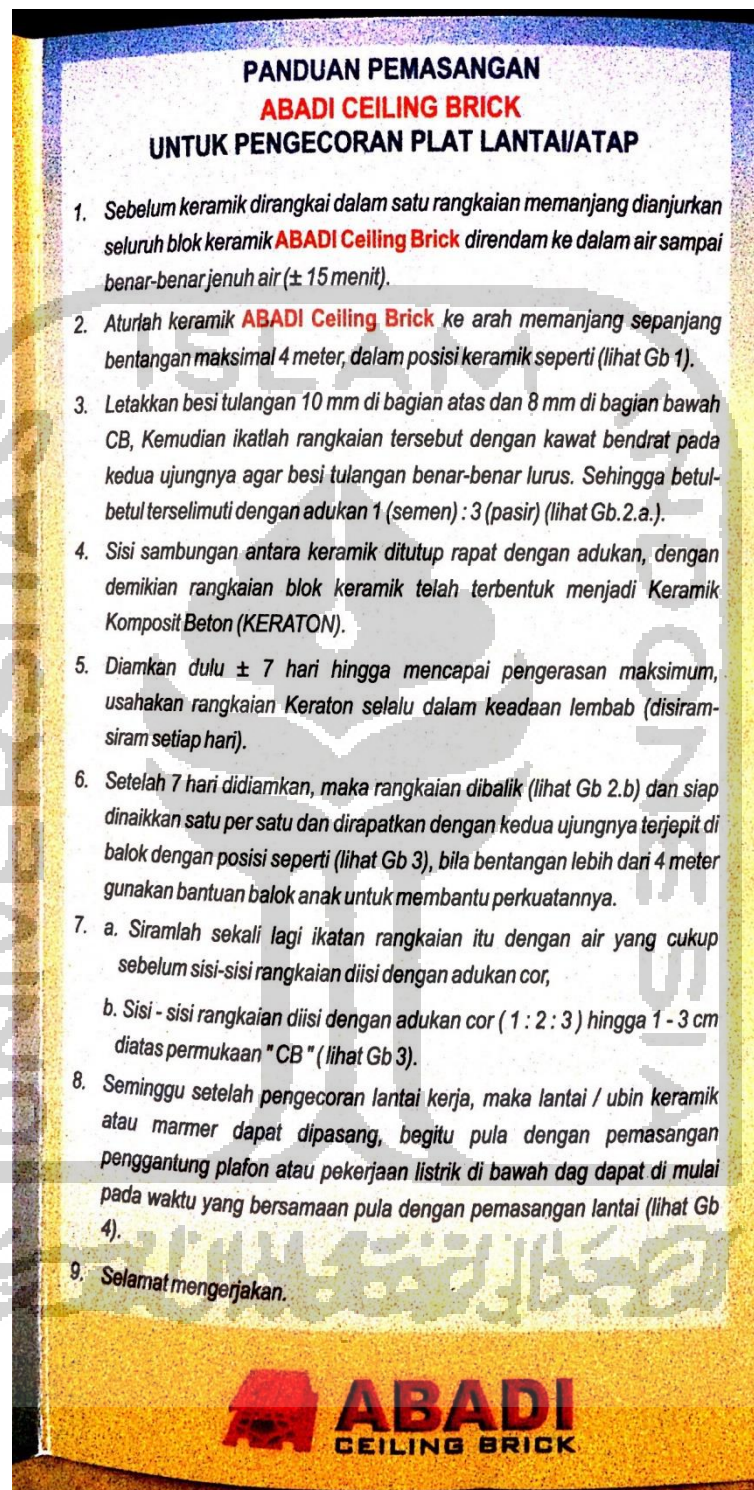 PANDUAN PEMASANGAN
ABADI CEILING BRICK
UNTUK PENGECORAN PLAT LANTAI/ATAP
1. Sebelum keramik dirangkai dalam satu rangkaian memanjang dianjurkan
seluruh blok keramik ABADI Ceiling Brick direndam ke dalam air sampai
benar-benar jenuh air (± 15 menit).
2. Aturlah keramik ABADI Ceiling Brick ke arah memanjang sepanjang
bentangan maksimal 4 meter, dalam posisi keramik seperti (lihat Gb 1).
3. Letakkan besi tulangan 10 mm di bagian atas dan 8 mm di bagian bawah
CB, Kemudian ikatlah rangkaian tersebut dengan kawat bendrat pada
kedua ujungnya agar besi tulangan benar-benar lurus. Sehingga betul-
betul terselimuti dengan adukan 1 (semen) : 3 (pasir) (lihat Gb.2.a.).
4. Sisi sambungan antara keramik ditutup rapat dengan adukan, dengan
demikian rangkaian blok keramik telah terbentuk menjadi Keramik
Komposit Beton (KERATON).
5. Diamkan dulu ± 7 hari hingga mencapai pengerasan maksimum,
usahakan rangkaian Keraton selalu dalam keadaan lembab (disiram-
siram setiap hari).
6. Setelah 7 hari didiamkan, maka rangkaian dibalik (lihat Gb 2.b) dan siap
dinaikkan satu per satu dan dirapatkan dengan kedua ujungnya terjepit di
balok dengan posisi seperti (lihat Gb 3), bila bentangan lebih dari 4 meter
gunakan bantuan balok anak untuk membantu perkuatannya.
7. a. Siramlah sekali lagi ikatan rangkaian itu dengan air yang cukup
sebelum sisi-sisi rangkaian diisi dengan adukan cor,
b. Sisi - sisi rangkaian diisi dengan adukan cor ( 1 : 2 : 3 ) hingga 1 - 3 cm
diatas permukaan " CB " ( lihat Gb 3).
8. Seminggu setelah pengecoran lantai kerja, maka lantai / ubin keramik
atau marmer dapat dipasang, begitu pula dengan pemasangan
penggantung plafon atau pekerjaan listrik di bawah dag dapat di mulai
pada waktu yang bersamaan pula dengan pemasangan lantai (lihat Gb
4).
9. Selamat mengerjakan.
ABADI
CEILING BRICK
ISLAM
UNIVERSITAS
INDONESIA